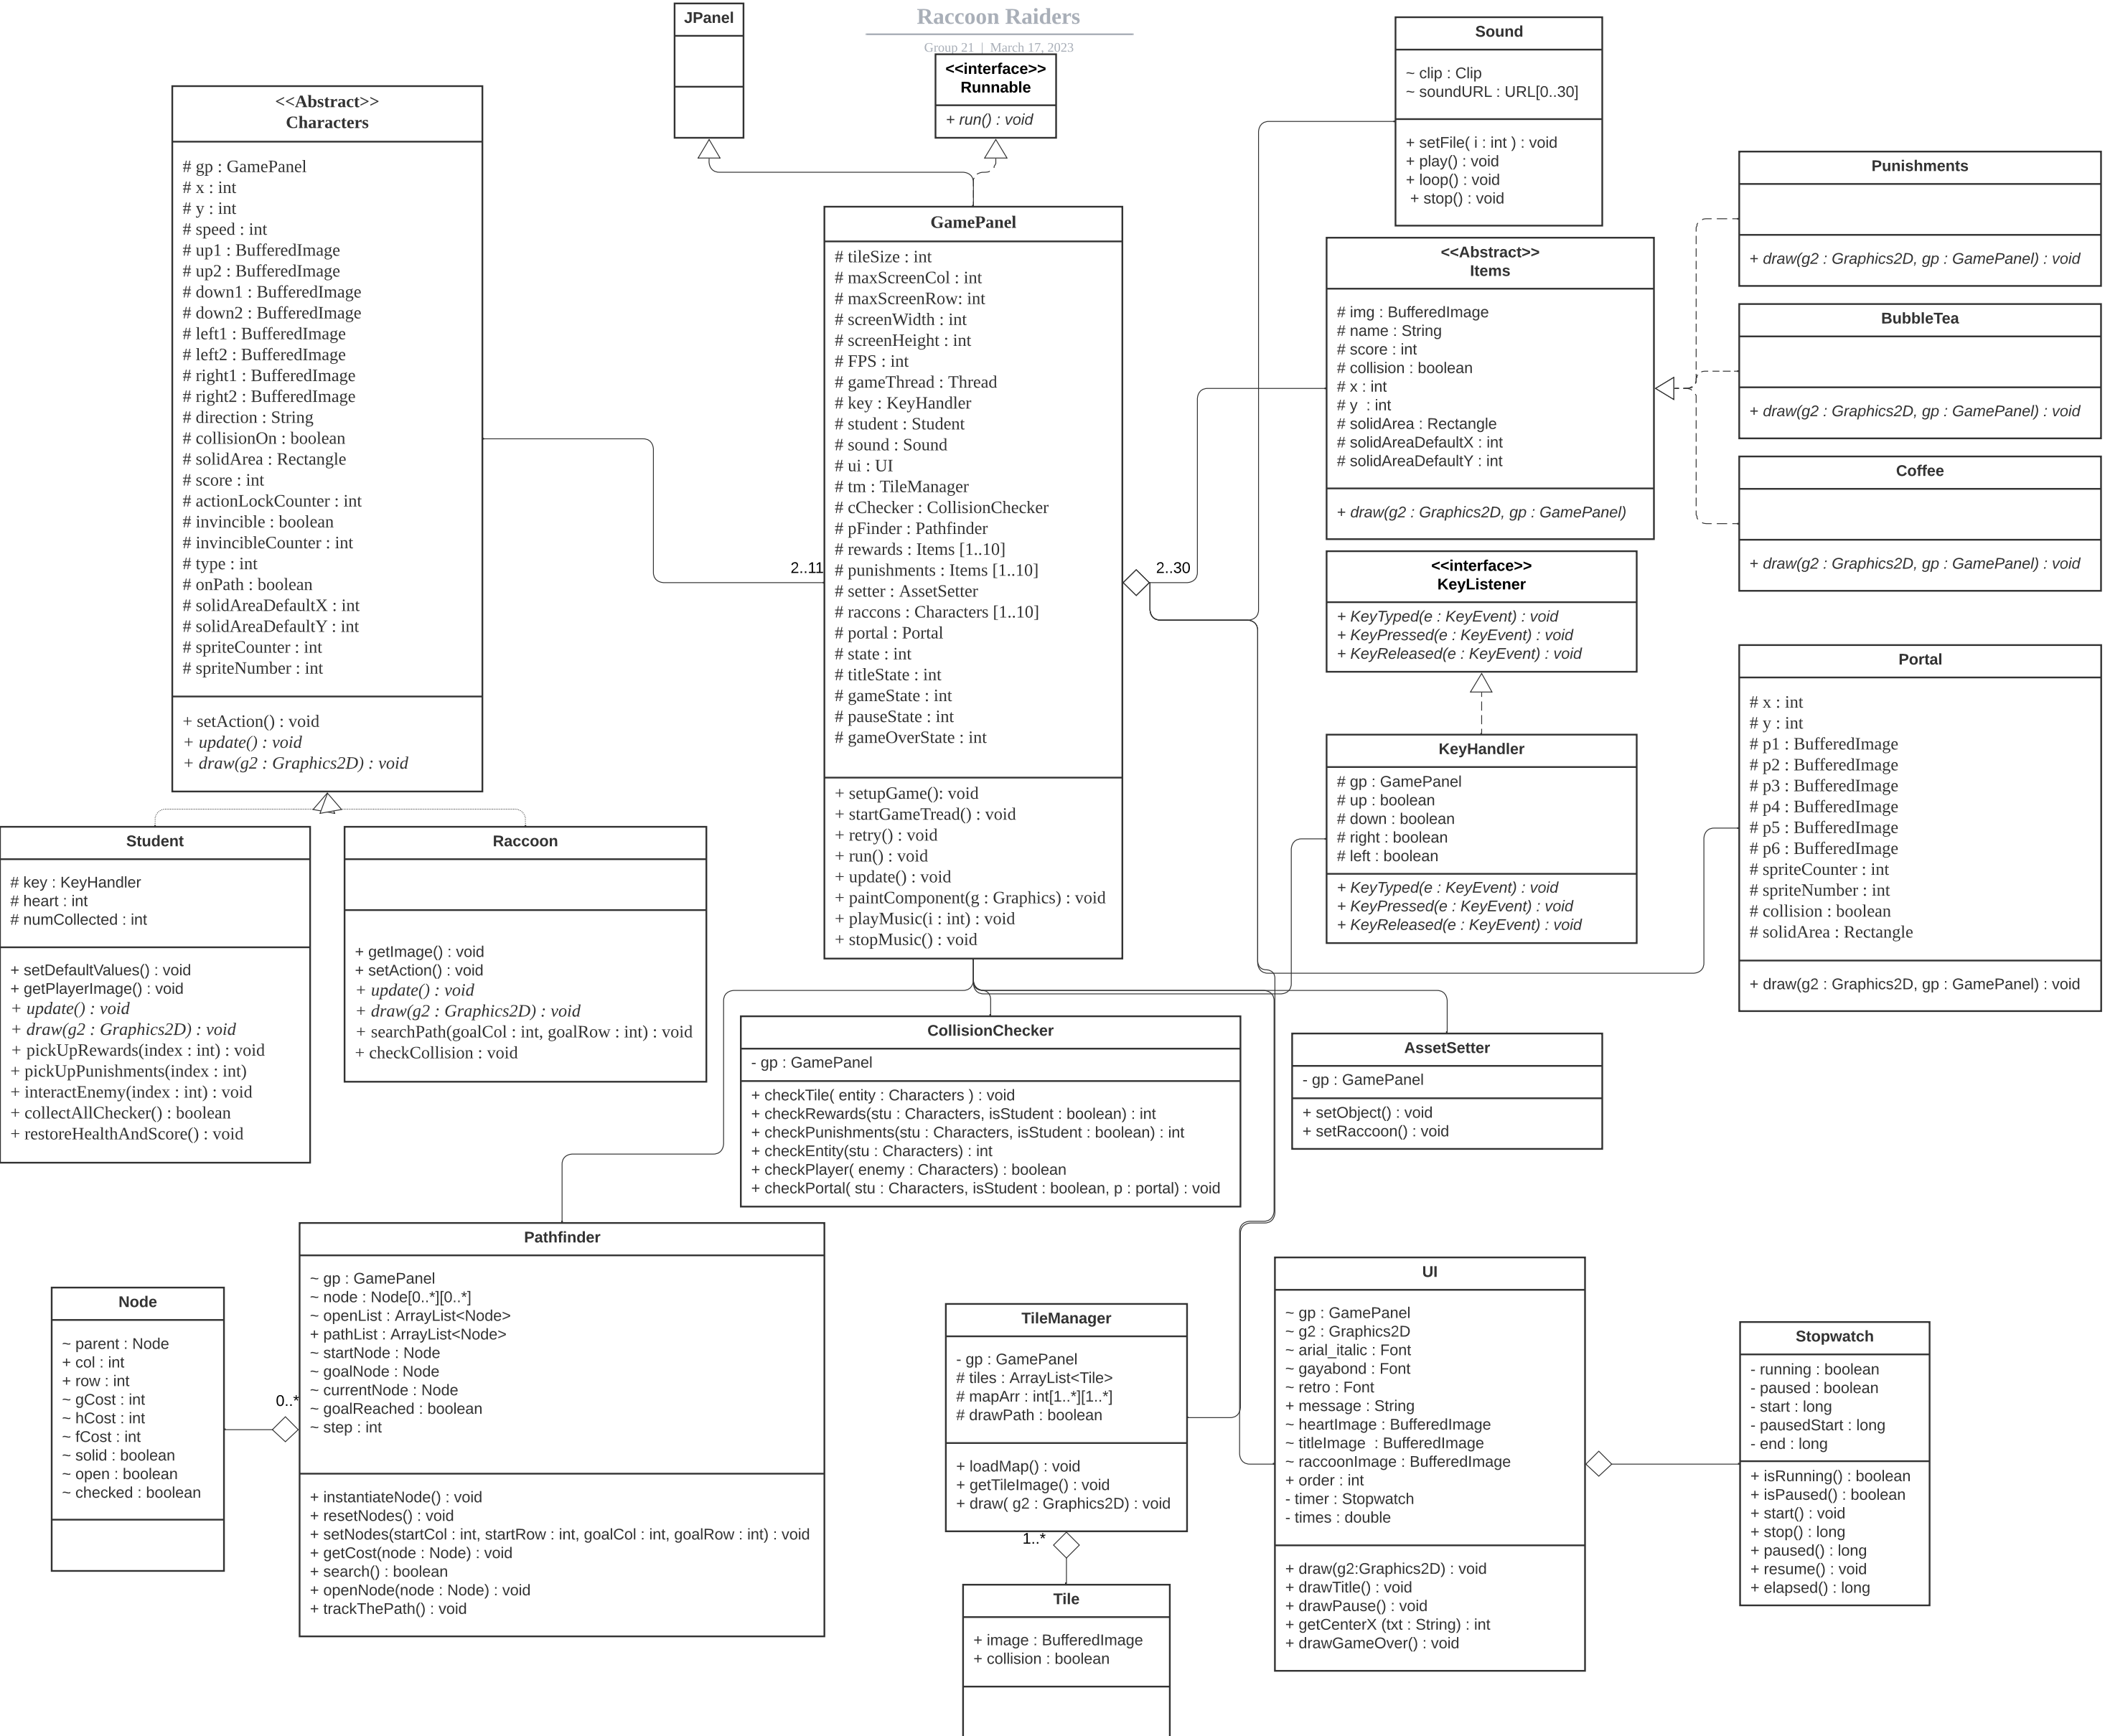 Raccoon Raiders
Group 21 | March 17, 2023
JPanel
<<interface>>
Runnable
+ run() : void
<<Abstract>>
Characters
# gp : GamePanel
# x : int
# y : int
# speed : int
# up1 : BufferedImage
# up2 : BufferedImage
# down1 : BufferedImage
# down2 : BufferedImage
# left1 : BufferedImage
# left2 : BufferedImage
# right1 : BufferedImage
# right2 : BufferedImage
# direction : String
# collisionOn : boolean
# solidArea : Rectangle
# score : int
# actionLockCounter : int
# invincible : boolean
# invincibleCounter : int
# type : int
# onPath : boolean
# solidAreaDefaultX : int
# solidAreaDefaultY : int
# spriteCounter : int
# spriteNumber : int
+ setAction() : void
+ update() : void
+ draw(g2 : Graphics2D) : void
GamePanel
# tileSize : int
# maxScreenCol : int
# maxScreenRow: int
# screenWidth : int
# screenHeight : int
# FPS : int
# gameThread : Thread
# key : KeyHandler
# student : Student
# sound : Sound
# ui : UI
# tm : TileManager
# cChecker : CollisionChecker
# pFinder : Pathfinder
# rewards : Items [1..10]
# punishments : Items [1..10]
# setter : AssetSetter
# raccons : Characters [1..10]
# portal : Portal
# state : int
# titleState : int
# gameState : int
# pauseState : int
# gameOverState : int
+ setupGame(): void
+ startGameTread() : void
+ retry() : void
+ run() : void
+ update() : void
+ paintComponent(g : Graphics) : void
+ playMusic(i : int) : void
+ stopMusic() : void
2..11
2..30
Sound
~ clip : Clip
~ soundURL : URL[0..30]
+ setFile( i : int ) : void
+ play() : void
+ loop() : void
+ stop() : void
<<Abstract>>
Items
# img : BufferedImage
# name : String
# score : int
# collision : boolean
# x : int
# y : int
# solidArea : Rectangle
# solidAreaDefaultX : int
# solidAreaDefaultY : int
+ draw(g2 : Graphics2D, gp : GamePanel)
Punishments
+ draw(g2 : Graphics2D, gp : GamePanel) : void
BubbleTea
+ draw(g2 : Graphics2D, gp : GamePanel) : void
Coffee
+ draw(g2 : Graphics2D, gp : GamePanel) : void
<<interface>>
KeyListener
+ KeyTyped(e : KeyEvent) : void
+ KeyPressed(e : KeyEvent) : void
+ KeyReleased(e : KeyEvent) : void
KeyHandler
# gp : GamePanel
# up : boolean
# down : boolean
# right : boolean
# left : boolean
+ KeyTyped(e : KeyEvent) : void
+ KeyPressed(e : KeyEvent) : void
+ KeyReleased(e : KeyEvent) : void
Portal
# x : int
# y : int
# p1 : BufferedImage
# p2 : BufferedImage
# p3 : BufferedImage
# p4 : BufferedImage
# p5 : BufferedImage
# p6 : BufferedImage
# spriteCounter : int
# spriteNumber : int
# collision : boolean
# solidArea : Rectangle
+ draw(g2 : Graphics2D, gp : GamePanel) : void
Student
# key : KeyHandler
# heart : int
# numCollected : int
+ setDefaultValues() : void
+ getPlayerImage() : void
+ update() : void
+ draw(g2 : Graphics2D) : void
+ pickUpRewards(index : int) : void
+ pickUpPunishments(index : int)
+ interactEnemy(index : int) : void
+ collectAllChecker() : boolean
+ restoreHealthAndScore() : void
Raccoon
+ getImage() : void
+ setAction() : void
+ update() : void
+ draw(g2 : Graphics2D) : void
+ searchPath(goalCol : int, goalRow : int) : void
+ checkCollision : void
CollisionChecker
- gp : GamePanel
+ checkTile( entity : Characters ) : void
+ checkRewards(stu : Characters, isStudent : boolean) : int
+ checkPunishments(stu : Characters, isStudent : boolean) : int
+ checkEntity(stu : Characters) : int
+ checkPlayer( enemy : Characters) : boolean
+ checkPortal( stu : Characters, isStudent : boolean, p : portal) : void
AssetSetter
- gp : GamePanel
+ setObject() : void
+ setRaccoon() : void
Node
~ parent : Node
+ col : int
+ row : int
~ gCost : int
~ hCost : int
~ fCost : int
~ solid : boolean
~ open : boolean
~ checked : boolean
0..*
Pathfinder
~ gp : GamePanel
~ node : Node[0..*][0..*]
~ openList : ArrayList<Node>
+ pathList : ArrayList<Node>
~ startNode : Node
~ goalNode : Node
~ currentNode : Node
~ goalReached : boolean
~ step : int
+ instantiateNode() : void
+ resetNodes() : void
+ setNodes(startCol : int, startRow : int, goalCol : int, goalRow : int) : void
+ getCost(node : Node) : void
+ search() : boolean
+ openNode(node : Node) : void
+ trackThePath() : void
TileManager
- gp : GamePanel
# tiles : ArrayList<Tile>
# mapArr : int[1..*][1..*]
# drawPath : boolean
+ loadMap() : void
+ getTileImage() : void
+ draw( g2 : Graphics2D) : void
1..*
Tile
+ image : BufferedImage
+ collision : boolean
UI
~ gp : GamePanel
~ g2 : Graphics2D
~ arial_italic : Font
~ gayabond : Font
~ retro : Font
+ message : String
~ heartImage : BufferedImage
~ titleImage : BufferedImage
~ raccoonImage : BufferedImage
+ order : int
- timer : Stopwatch
- times : double
+ draw(g2:Graphics2D) : void
+ drawTitle() : void
+ drawPause() : void
+ getCenterX (txt : String) : int
+ drawGameOver() : void
Stopwatch
- running : boolean
- paused : boolean
- start : long
- pausedStart : long
- end : long
+ isRunning() : boolean
+ isPaused() : boolean
+ start() : void
+ stop() : long
+ paused() : long
+ resume() : void
+ elapsed() : long